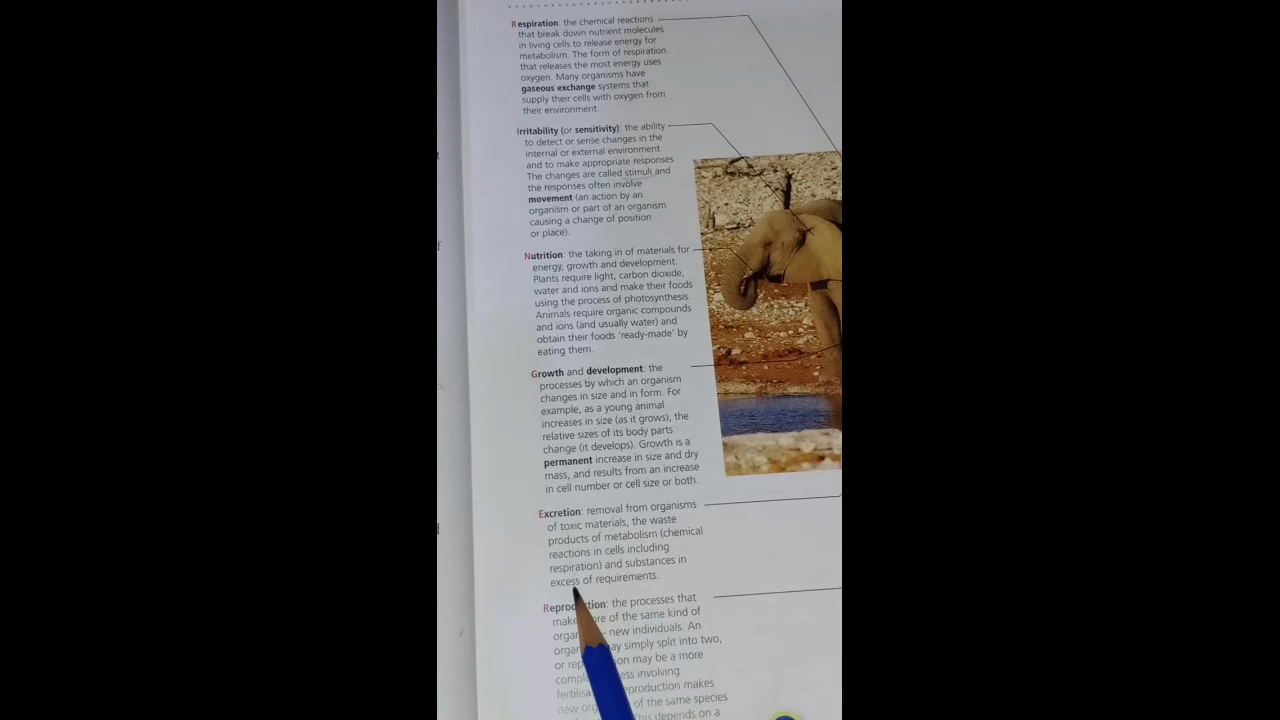 Respiration: the chemical reactions
that break down nutrient molecules
in living cells to release energy for
metabolism. The form of respiration
that releases the most energy uses
oxygen. Many organisms have
gaseous exchange systems that
supply their cells with oxygen from
their environment.
Irritability (or sensitivity): the ability
to detect or sense changes in the
internal or external environment
and to make appropriate responses.
The changes are called stimuli and
the responses often involve
movement (an action by an
organism or part of an organism
causing a change of position
or place).
Nutrition: the taking in of materials for
energy, growth and development.
Plants require light, carbon dioxide,
water and ions and make their foods
using the process of photosynthesis.
Animals require organic compounds
and ions (and usually water) and
obtain their foods 'ready-made' by
eating them.
Growth and development: the
processes by which an organism
changes in size and in form. For
example, as a young animal
increases in size (as it grows), the
relative sizes of its body parts
change (it develops). Growth is a
permanent increase in size and dry
mass, and results from an increase
in cell number or cell size or both.
Excretion: removal from organisms
of toxic materials, the waste
products of metabolism (chemical
reactions in cells including
respiration) and substances in
excess of requirements.
Reproduction: the processes that
make of the same kind of
new individuals. An
simply split into two,
or may be a more
involving
makes
new of the same species
This depends on a